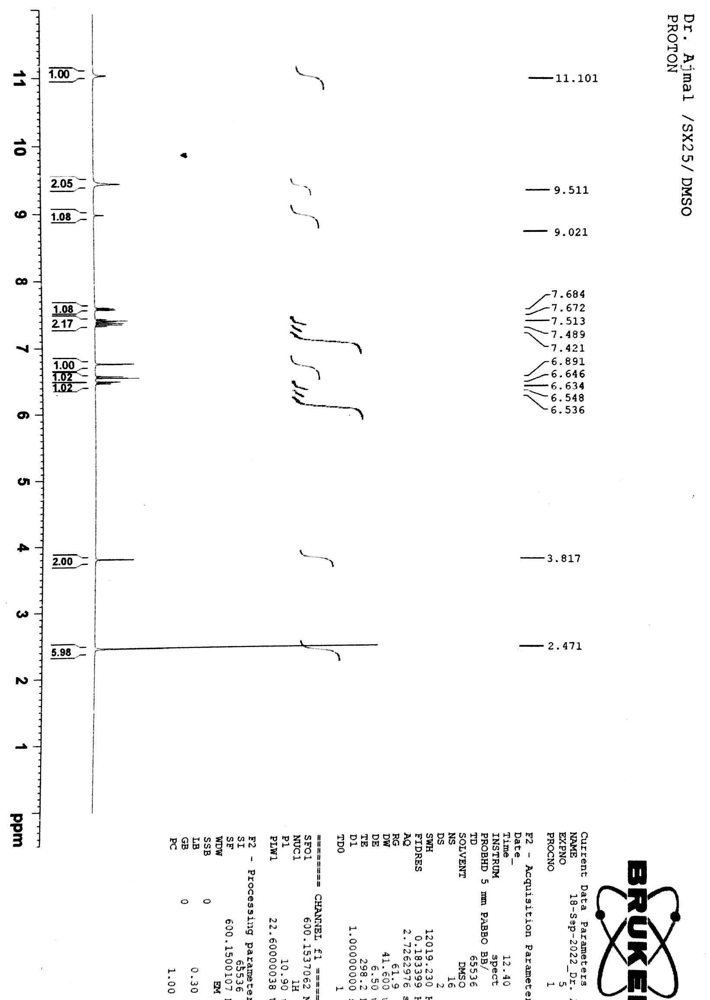 Dr. Ajmal /SX25/DMSO
PROTON
11.101
9.511
9.021
7.684
7.672
7.513
7.489
7.421
6.891
6.646
6.634
6.548
6.536
3.817
2.471
1.00
2.05
1.08
1.08
2.17
1.00
1.02
1.02
2.00
5.98
11 10 9 8 7 6 5 4 3 2 1 ppm
BRUKE
Current Data Parameters
NAME 18-Sep-2022_Dr.
EXPNO 5
PROCNO 1
F2 - Acquisition Parameter
Date_
Time_ 12.40
INSTRUM spect
PROBHD 5 mm PABBO BB/
TD 65536
SOLVENT DMSO
NS 16
DS 2
SWH 12019.230
FIDRES 0.183399
AQ 2.7262976
RG 61.9
DW 41.600
DE 6.50
TE 298.2
D1 1.00000000
TD0 1
======== CHANNEL f1 =====
SFO1 600.1537062
NUC1 1H
P1 10.90
PLW1 22.60000038
F2 - Processing parameter
SI 65536
SF 600.1500107
WDW EM
SSB 0
LB 0.30
GB 0
PC 1.00